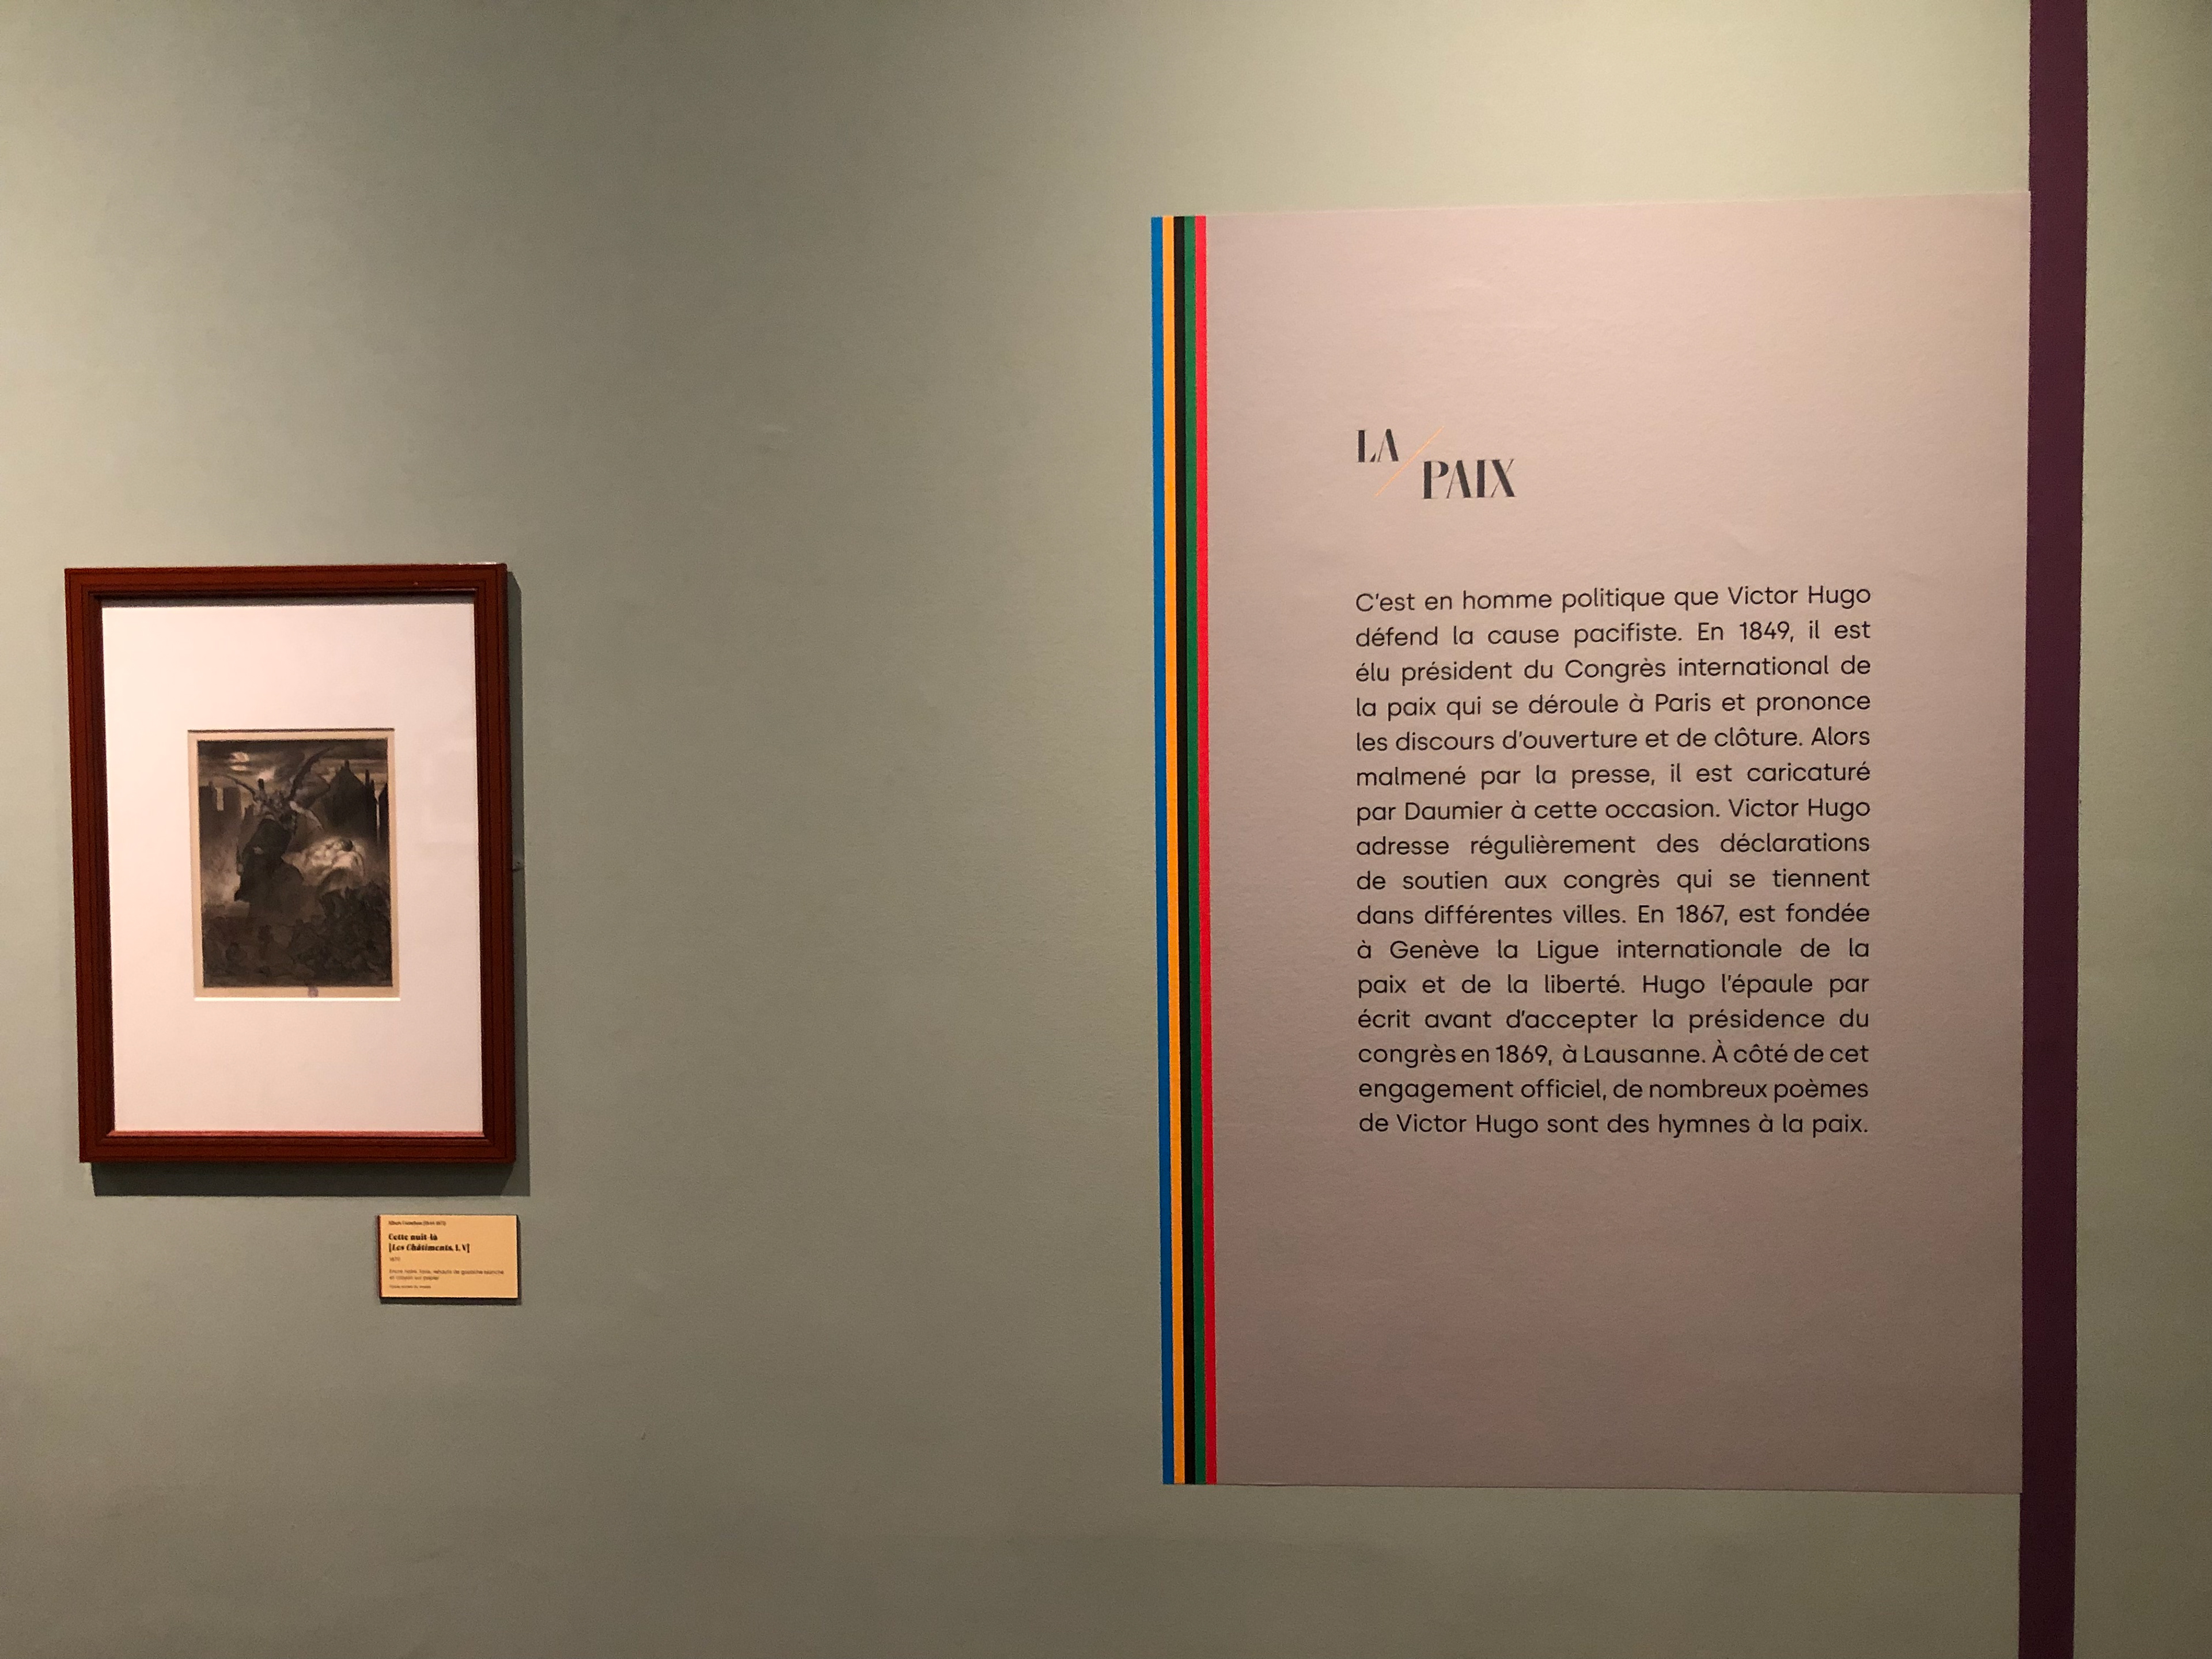 LA
PAIX
C'est en homme politique que Victor Hugo
défend la cause pacifiste. En 1849, il est
élu président du Congrès international de
la paix qui se déroule à Paris et prononce
les discours d'ouverture et de clôture. Alors
malmené par la presse, il est caricaturé
par Daumier à cette occasion. Victor Hugo
adresse régulièrement des déclarations
de soutien aux congrès qui se tiennent
dans différentes villes. En 1867, est fondée
à Genève la Ligue internationale de la
paix et de la liberté. Hugo l'épaule par
écrit avant d'accepter la présidence du
congrès en 1869, à Lausanne. À côté de cet
engagement officiel, de nombreux poèmes
de Victor Hugo sont des hymnes à la paix.
Cette nuit-là
[Les Châtiments, I, V]